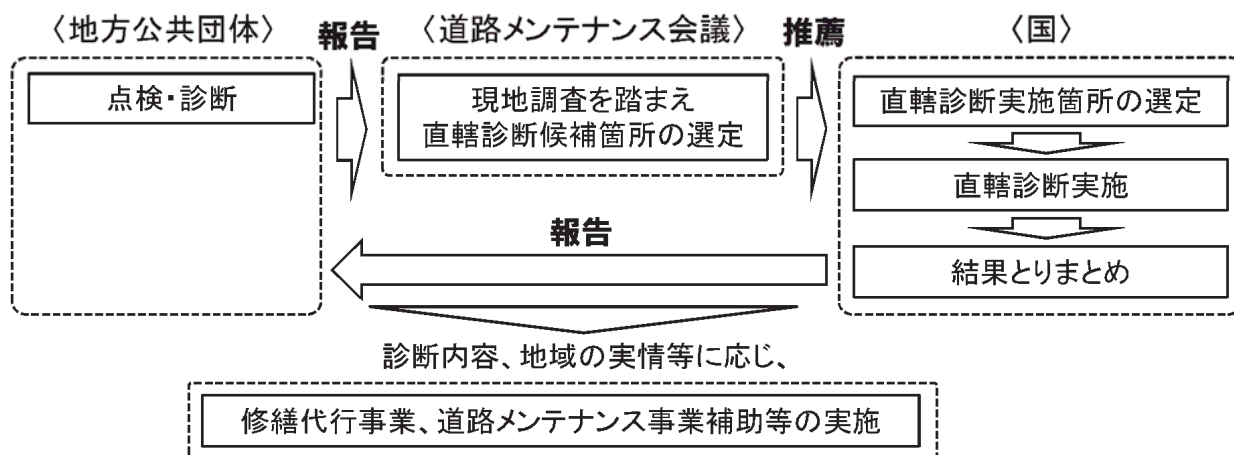 〈地方公共団体〉
報告
〈道路メンテナンス会議〉
推薦
〈国〉
点検・診断
現地調査を踏まえ
直轄診断候補箇所の選定
直轄診断実施箇所の選定
直轄診断実施
結果とりまとめ
報告
診断内容、地域の実情等に応じ、
修繕代行事業、道路メンテナンス事業補助等の実施